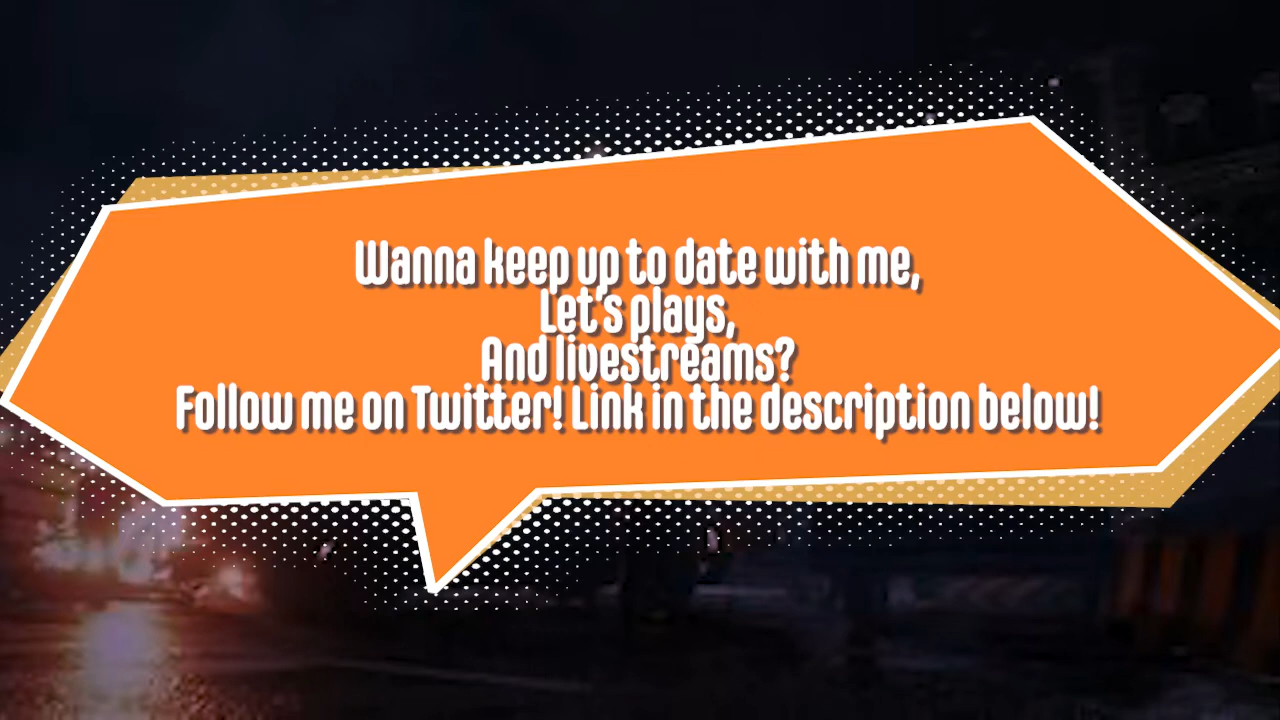 Wanna keep up to date with me,
Let's plays,
And livestreams?
Follow me on Twitter! Link in the description below!